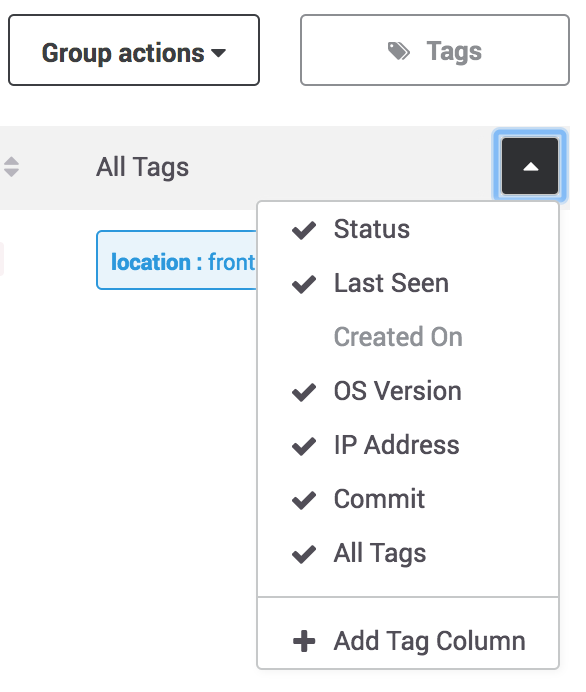 Group actions
Tags
All Tags
location : front
Status
Last Seen
Created On
OS Version
IP Address
Commit
All Tags
Add Tag Column